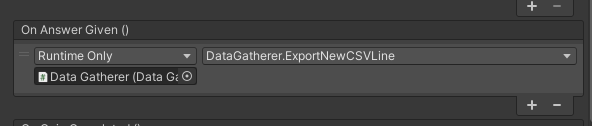 On Answer Given ()
Runtime Only
DataGatherer.ExportNewCSVLine
Data Gatherer (Data Ga